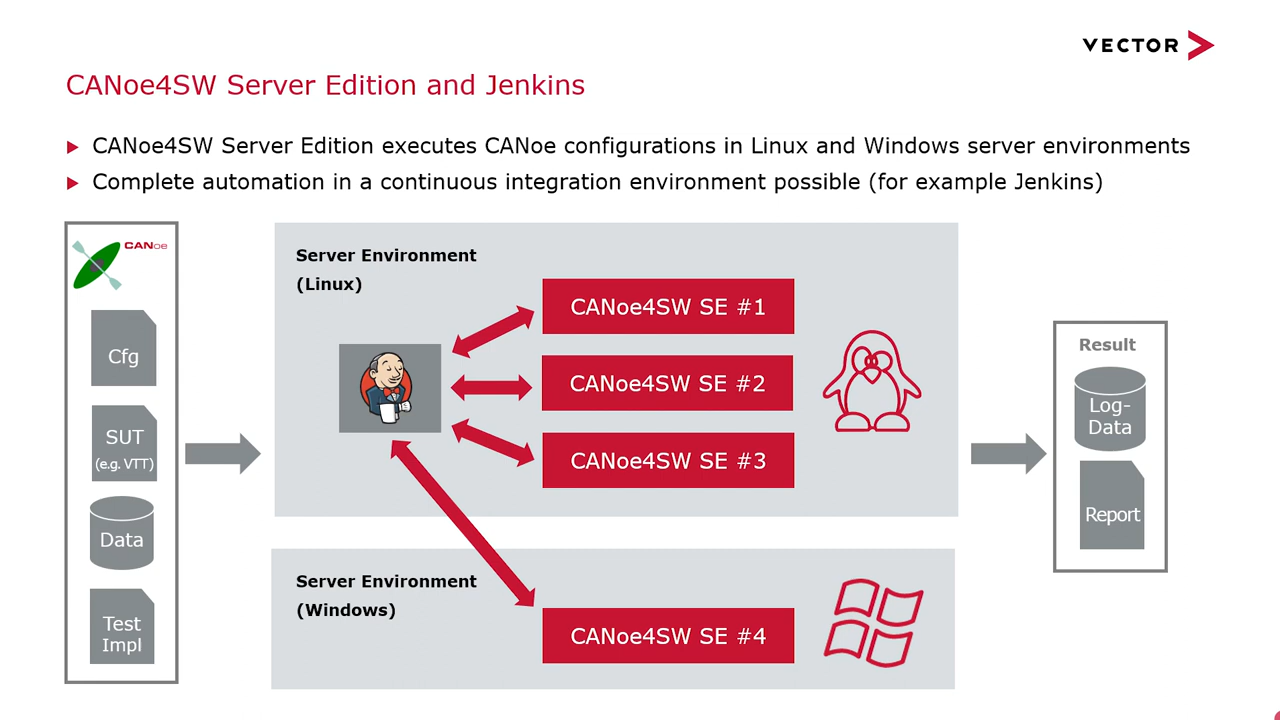 VECTOR
CANoe4SW Server Edition and Jenkins
CANoe4SW Server Edition executes CANoe configurations in Linux and Windows server environments
Complete automation in a continuous integration environment possible (for example Jenkins)
CANoe
Cfg
SUT
(e.g. VTT)
Data
Test
Impl
Server Environment
(Linux)
CANoe4SW SE #1
CANoe4SW SE #2
CANoe4SW SE #3
Server Environment
(Windows)
CANoe4SW SE #4
Result
Log-
Data
Report